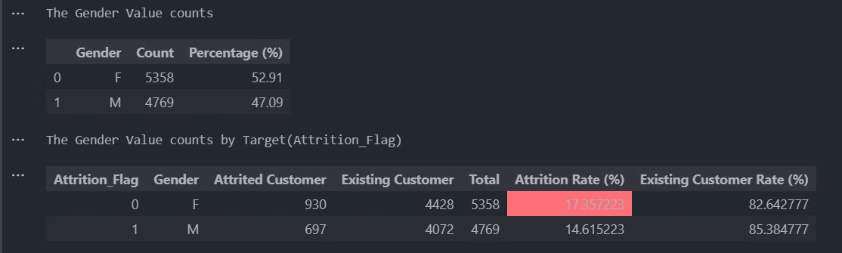 ... The Gender Value counts
...
Gender Count Percentage (%)
0 F 5358 52.91
1 M 4769 47.09
... The Gender Value counts by Target(Attrition_Flag)
...
Attrition_Flag Gender Attrited Customer Existing Customer Total Attrition Rate (%) Existing Customer Rate (%)
0 F 930 4428 5358 17.357223 82.642777
1 M 697 4072 4769 14.615223 85.384777